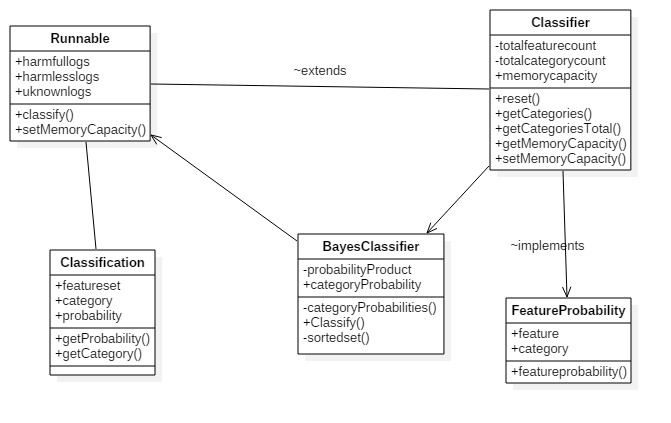 Runnable
+harmfullogs
+harmlesslogs
+uknownlogs
+classify()
+setMemoryCapacity()
~extends
Classifier
-totalfeaturecount
-totalcategorycount
+memorycapacity
+reset()
+getCategories()
+getCategoriesTotal()
+getMemoryCapacity()
+setMemoryCapacity()
Classification
+featureset
+category
+probability
+getProbability()
+getCategory()
BayesClassifier
-probabilityProduct
+categoryProbability
-categoryProbabilities()
+Classify()
-sortedset()
~implements
FeatureProbability
+feature
+category
+featureprobability()